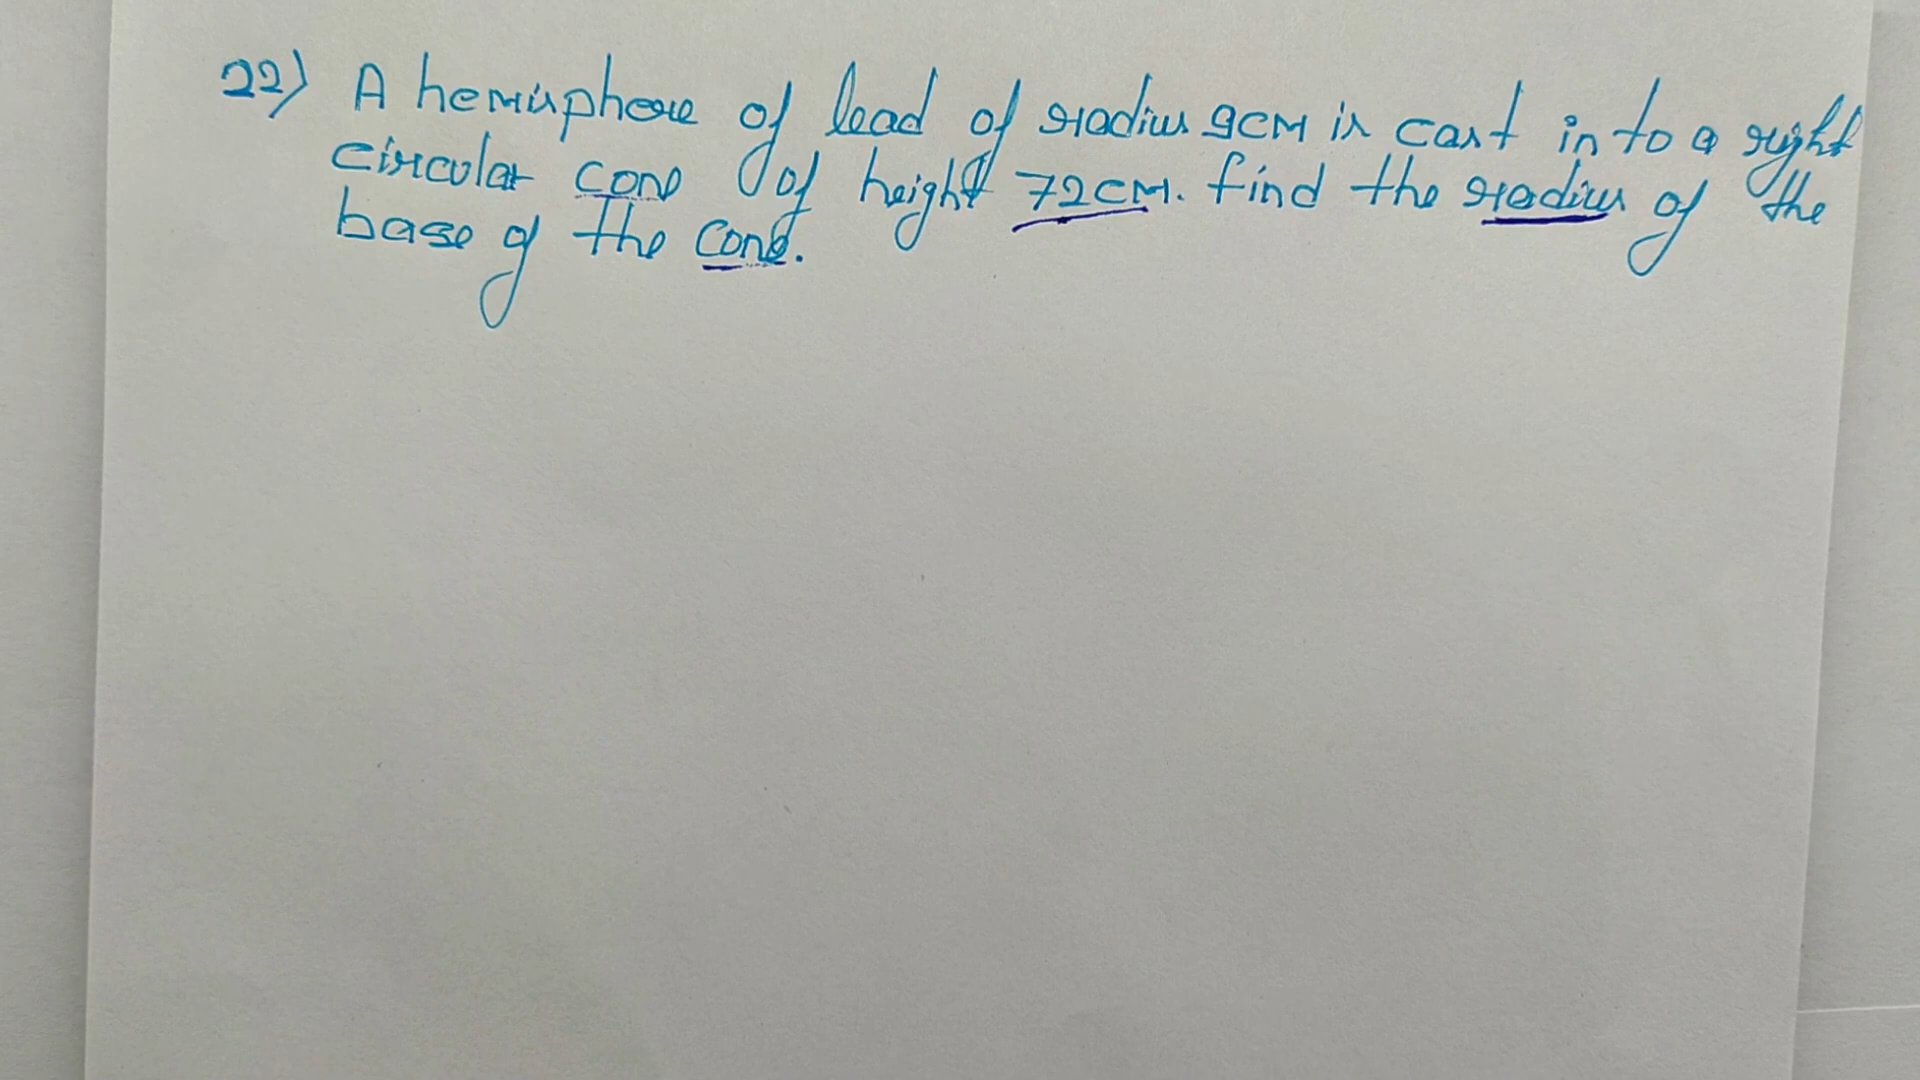 22) A hemisphere of lead of radius 9cm is cast in to a right
circular cone of height 72cm. find the radius of the
base of the cone.